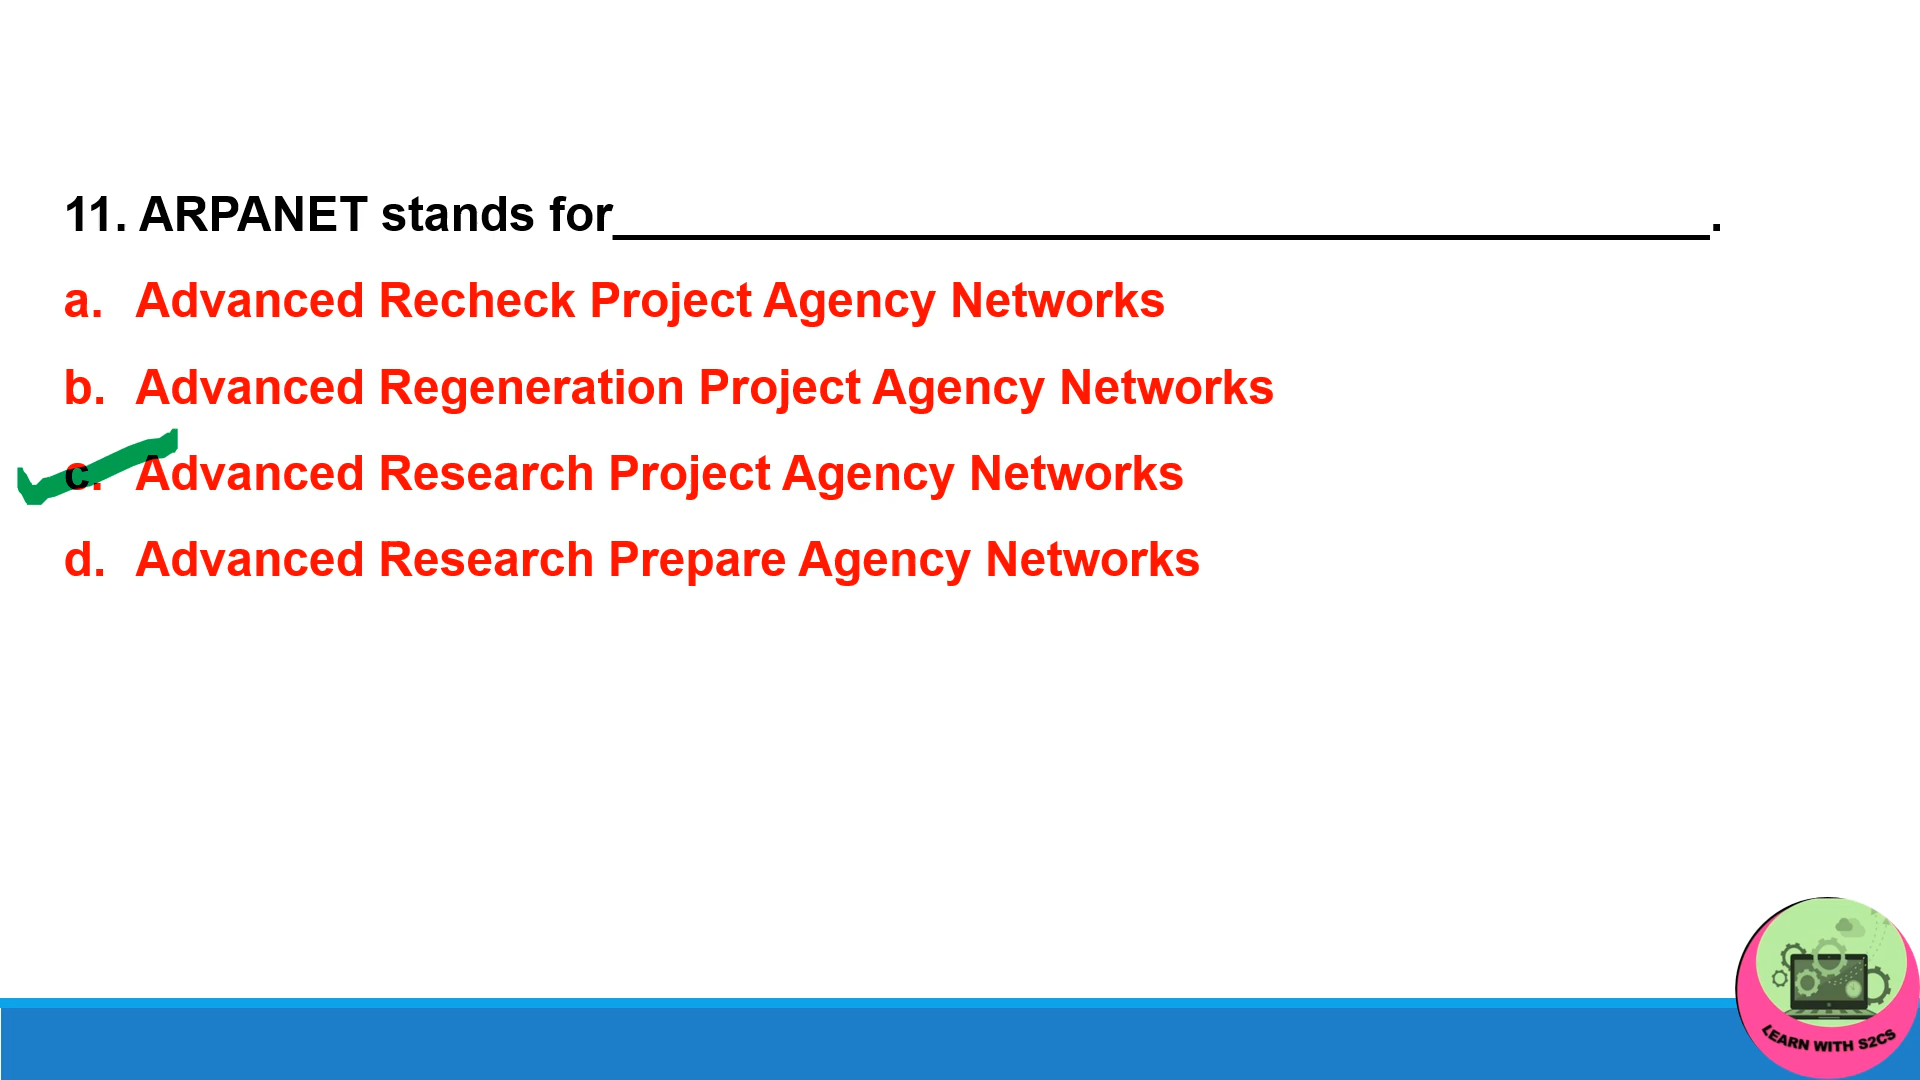 11. ARPANET stands for_________________________________________.
a. Advanced Recheck Project Agency Networks
b. Advanced Regeneration Project Agency Networks
c. Advanced Research Project Agency Networks
d. Advanced Research Prepare Agency Networks
LEARN WITH S2CS